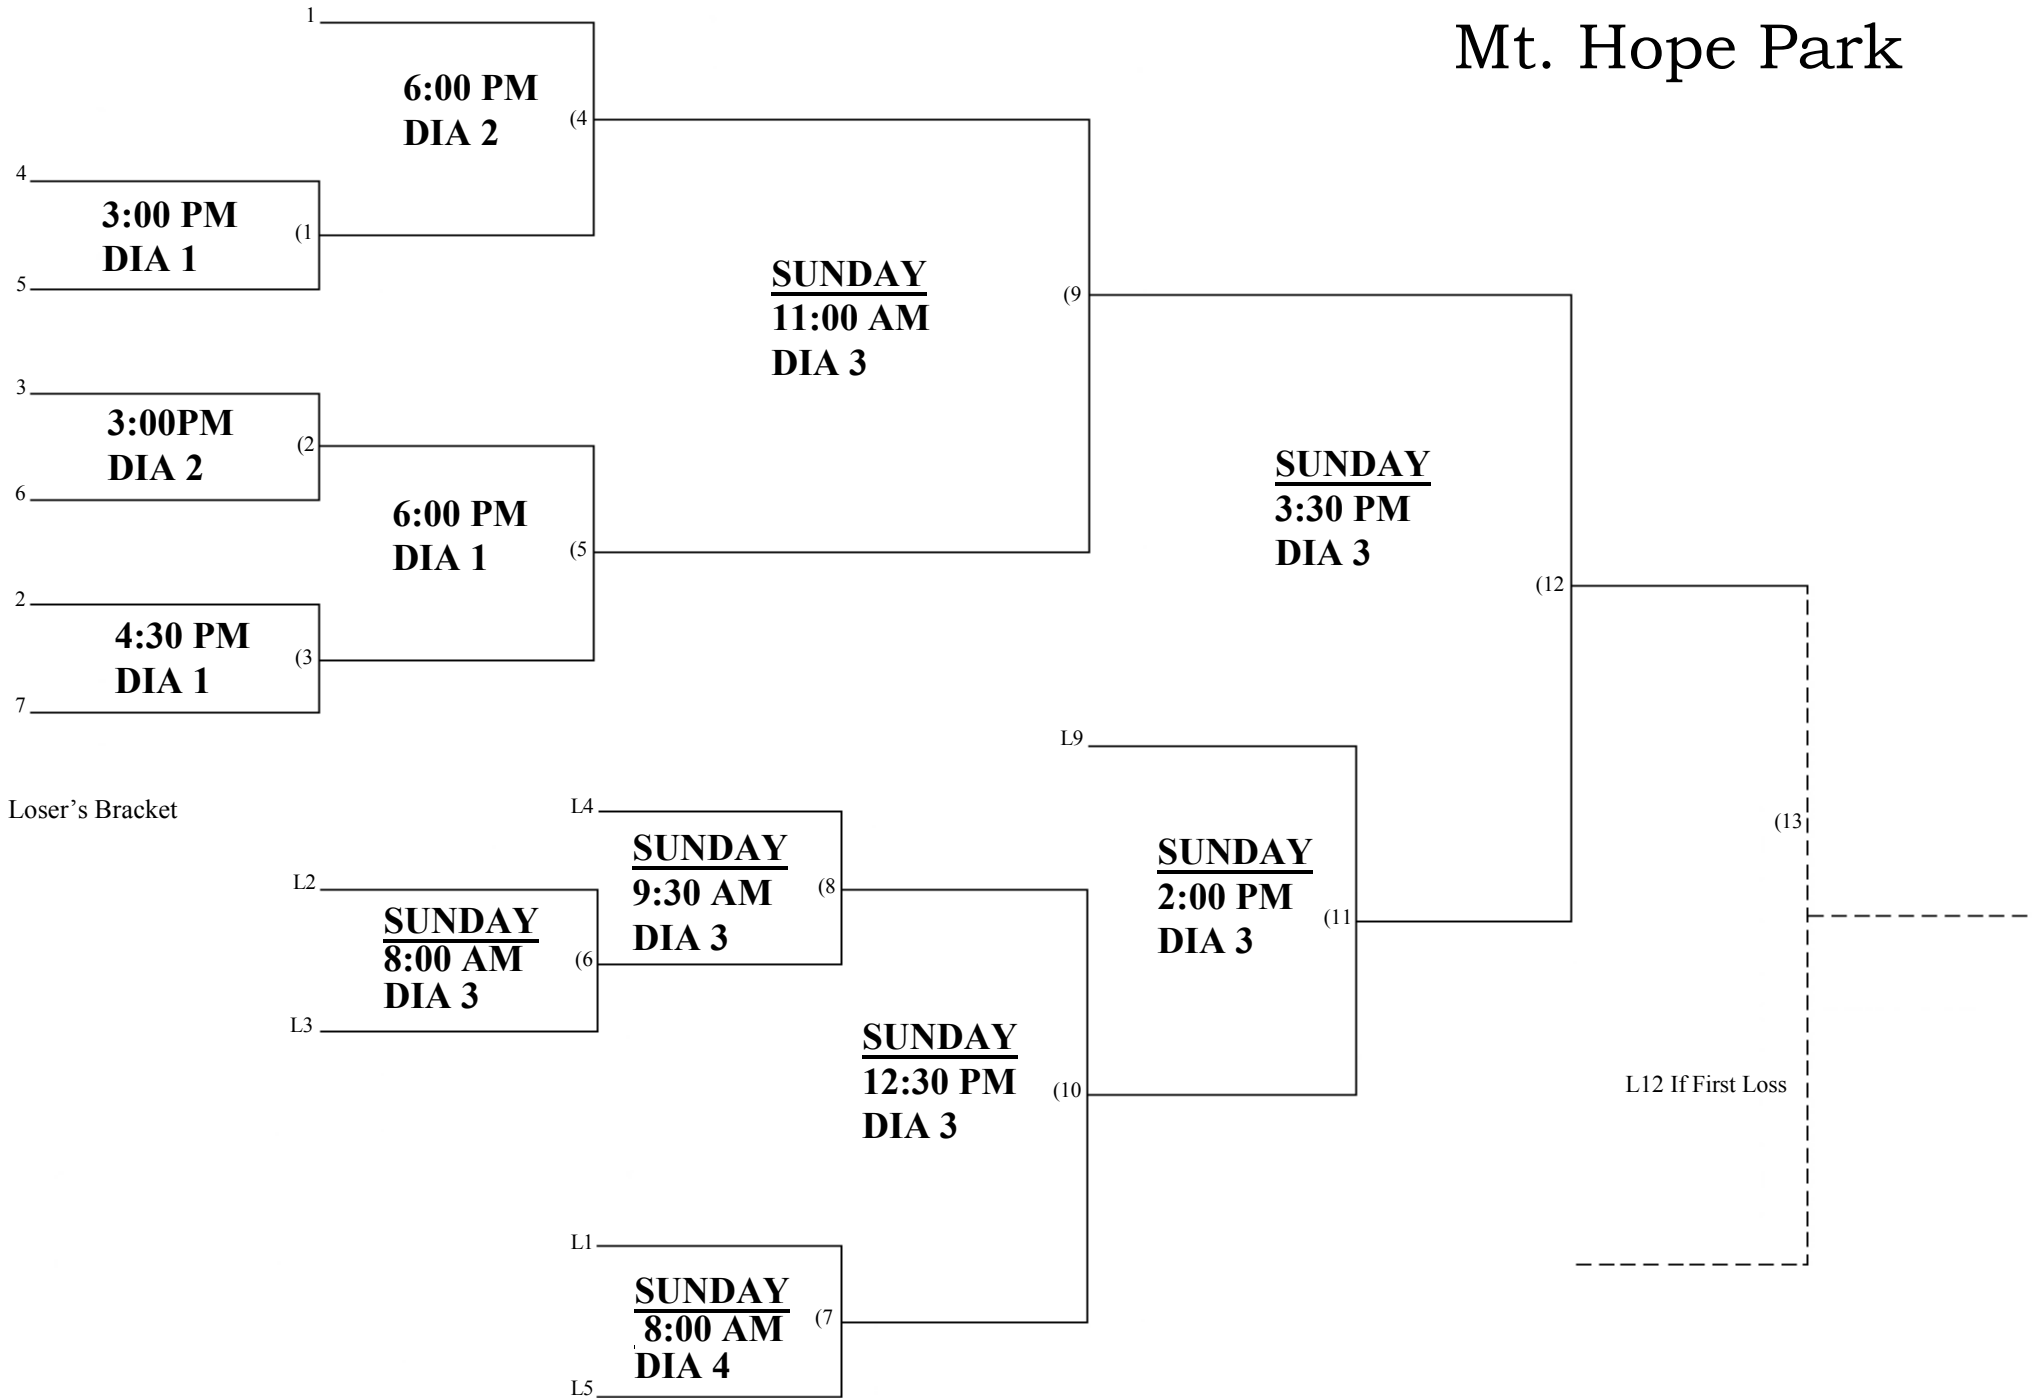 Mt. Hope Park
1
6:00 PM
DIA 2
(4
4
3:00 PM
DIA 1
(1
5
SUNDAY
11:00 AM
DIA 3
(9
3
3:00PM
DIA 2
(2
6
6:00 PM
DIA 1
(5
SUNDAY
3:30 PM
DIA 3
(12
2
4:30 PM
DIA 1
(3
7
L9
Loser’s Bracket
L4
SUNDAY
9:30 AM
DIA 3
(8
L2
SUNDAY
8:00 AM
DIA 3
(6
L3
SUNDAY
2:00 PM
DIA 3
(11
(13
SUNDAY
12:30 PM
DIA 3
(10
L12 If First Loss
L1
SUNDAY
8:00 AM
DIA 4
(7
L5